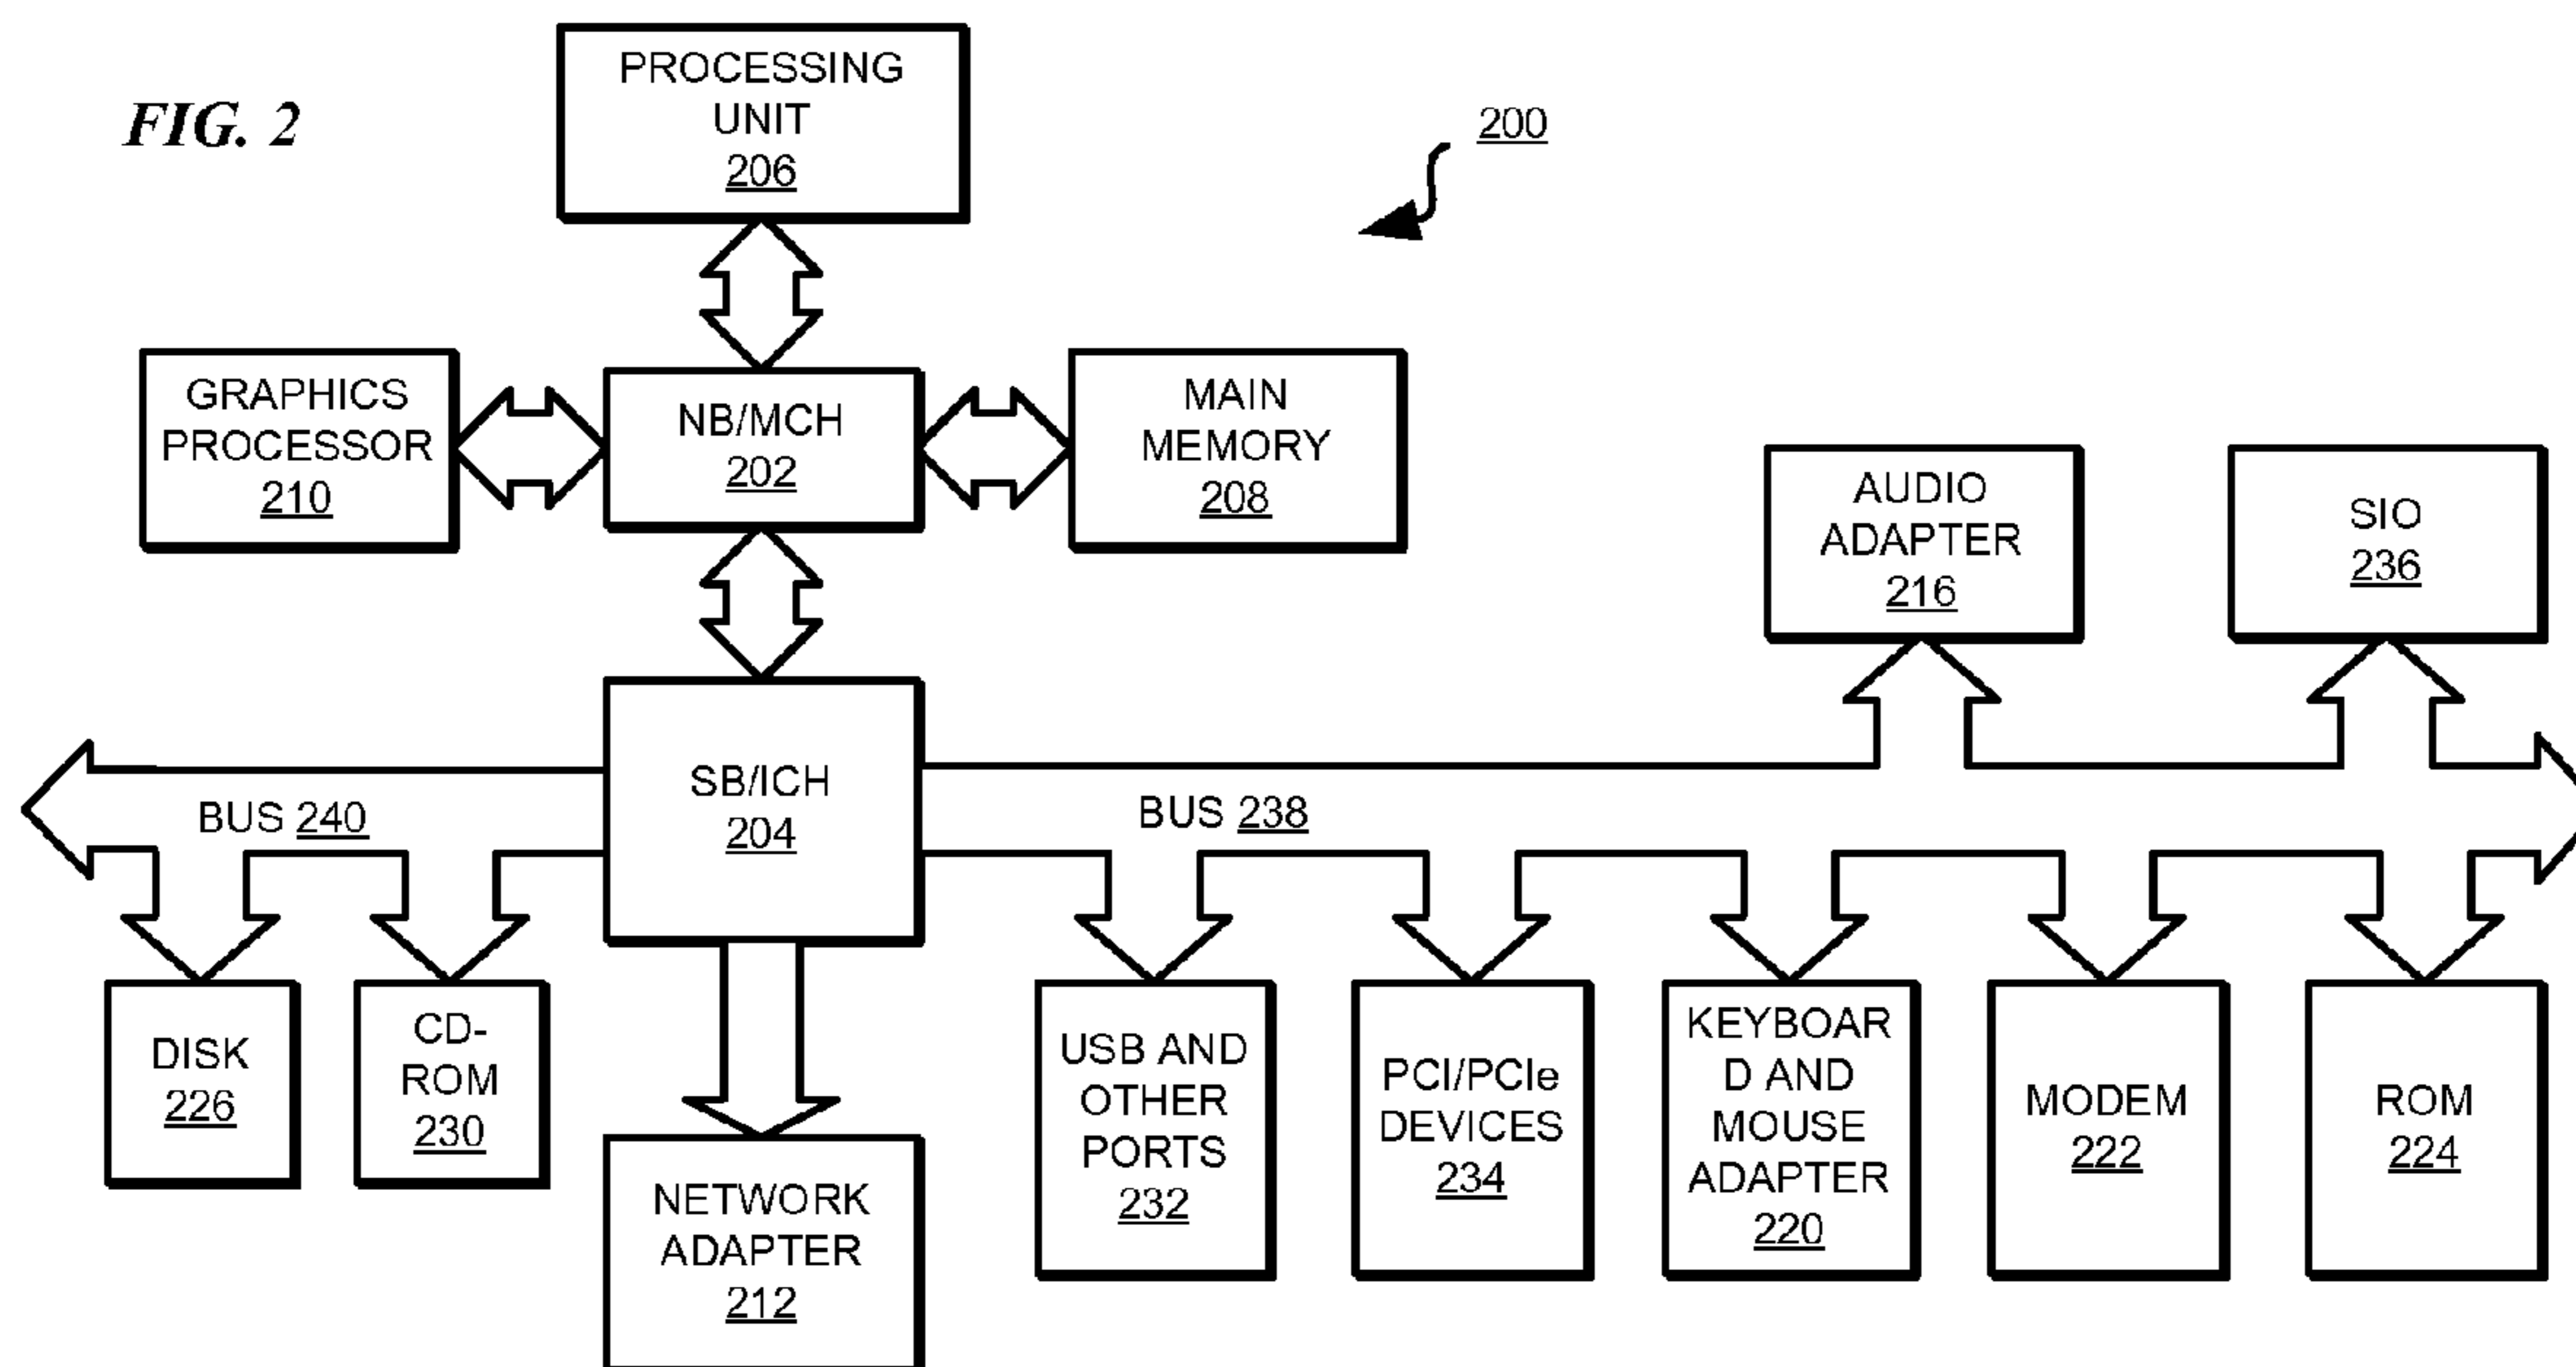 FIG. 2
PROCESSING
UNIT
206
200
GRAPHICS
PROCESSOR
210
NB/MCH
202
MAIN
MEMORY
208
AUDIO
ADAPTER
216
SIO
236
SB/ICH
204
BUS 240
BUS 238
DISK
226
CD-
ROM
230
NETWORK
ADAPTER
212
USB AND
OTHER
PORTS
232
PCI/PCIe
DEVICES
234
KEYBOAR
D AND
MOUSE
ADAPTER
220
MODEM
222
ROM
224